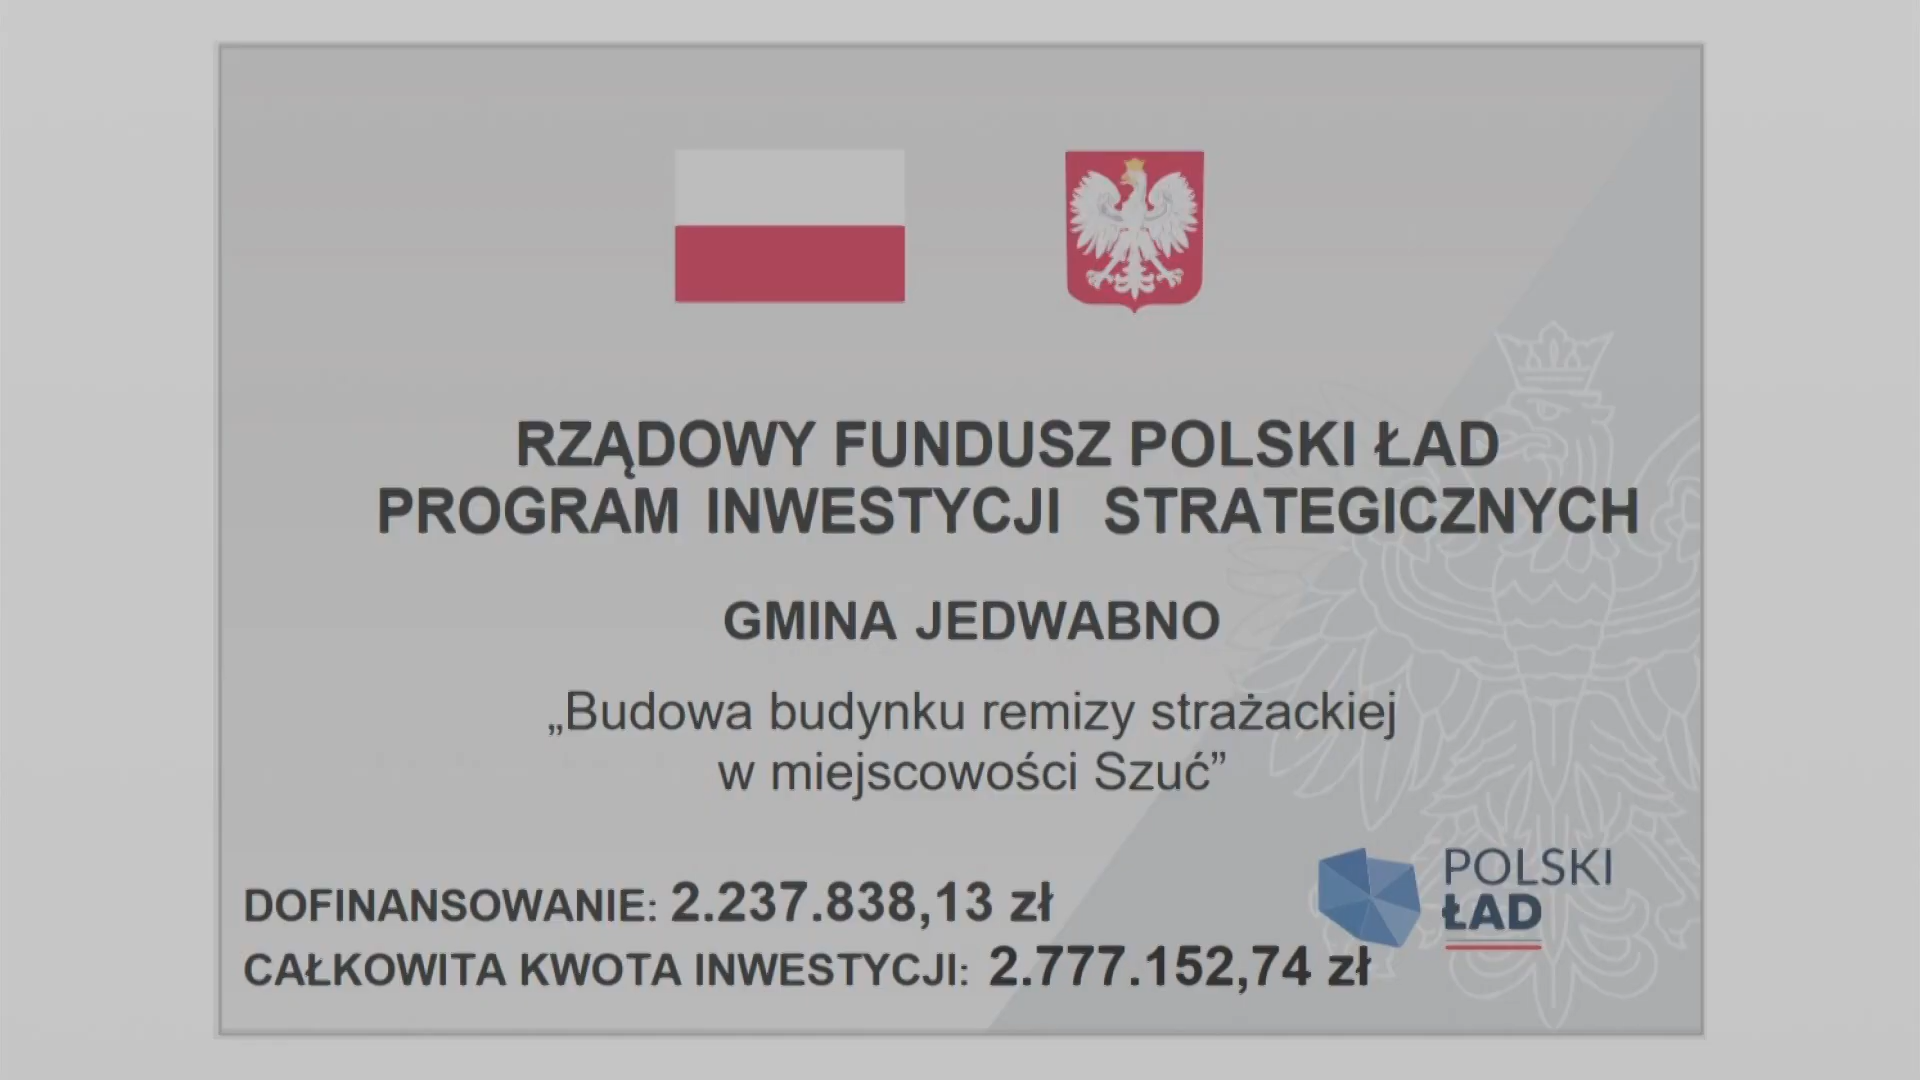 RZĄDOWY FUNDUSZ POLSKI ŁAD
PROGRAM INWESTYCJI STRATEGICZNYCH
GMINA JEDWABNO
„Budowa budynku remizy strażackiej
w miejscowości Szuć”
DOFINANSOWANIE: 2.237.838,13 zł
CAŁKOWITA KWOTA INWESTYCJI: 2.777.152,74 zł
POLSKI
ŁAD